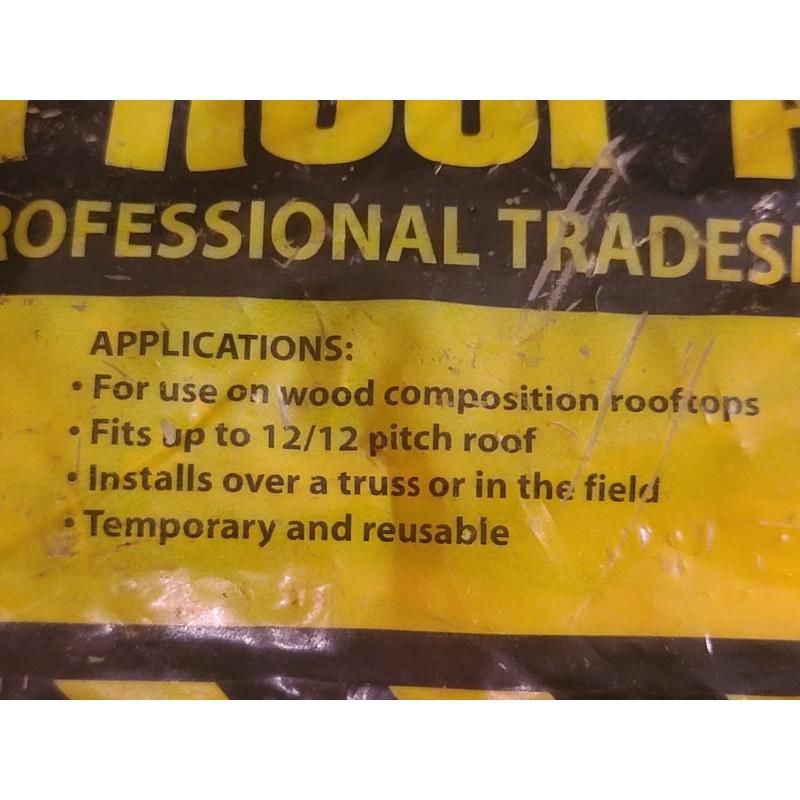 ROOF A
ROFESSIONAL TRADES
APPLICATIONS:
• For use on wood composition rooftops
• Fits up to 12/12 pitch roof
• Installs over a truss or in the field
• Temporary and reusable